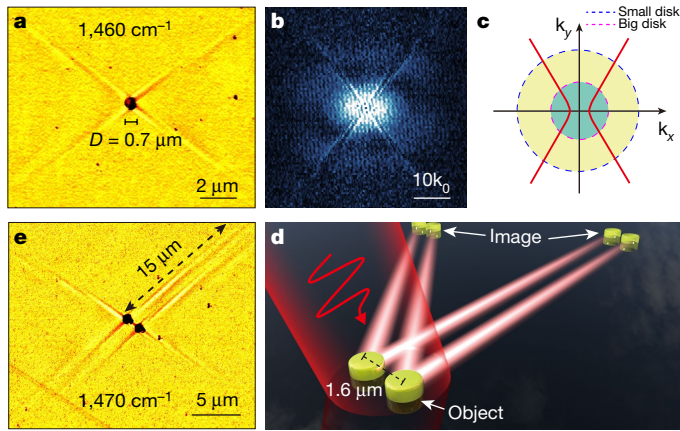 a
1,460 cm⁻¹
D = 0.7 μm
2 μm
b
10k₀
c
Small disk
Big disk
k_y
k_x
e
15 μm
1,470 cm⁻¹
5 μm
d
Image
1.6 μm
Object